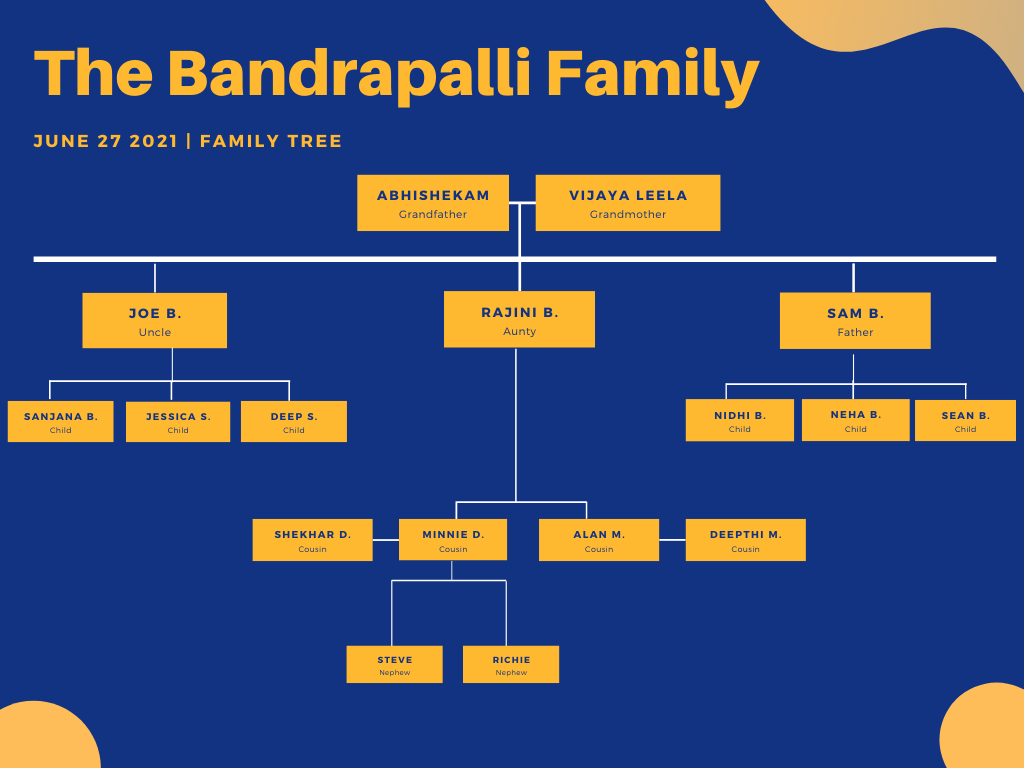 The Bandrapalli Family
JUNE 27 2021 | FAMILY TREE
ABHISHEKAM
Grandfather
VIJAYA LEELA
Grandmother
JOE B.
Uncle
RAJINI B.
Aunty
SAM B.
Father
SANJANA B.
Child
JESSICA S.
Child
DEEP S.
Child
NIDHI B.
Child
NEHA B.
Child
SEAN B.
Child
SHEKHAR D.
Cousin
MINNIE D.
Cousin
ALAN M.
Cousin
DEEPTHI M.
Cousin
STEVE
Nephew
RICHIE
Nephew